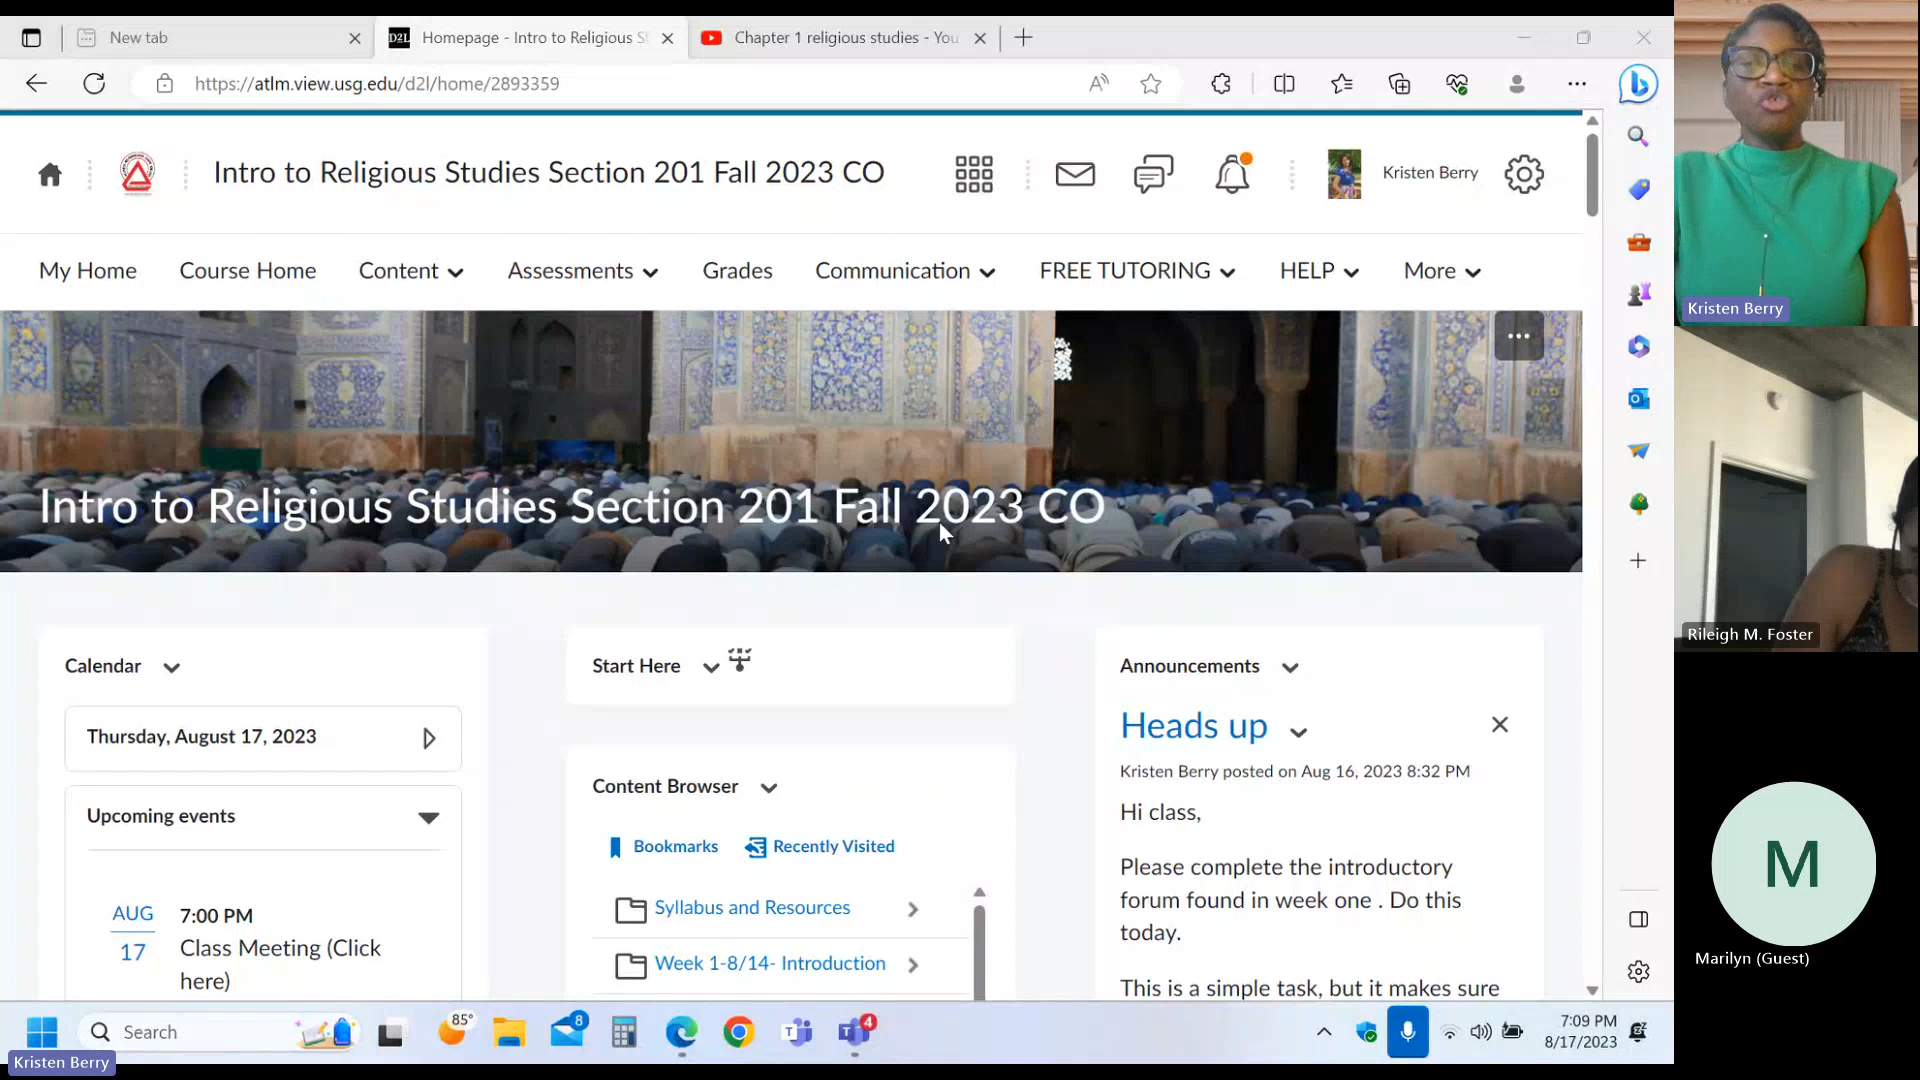 New tab
D2L
Homepage - Intro to Religious S
Chapter 1 religious studies - You
https://atlm.view.usg.edu/d2l/home/2893359
Intro to Religious Studies Section 201 Fall 2023 CO
Kristen Berry
My Home
Course Home
Content
Assessments
Grades
Communication
FREE TUTORING
HELP
More
Intro to Religious Studies Section 201 Fall 2023 CO
Calendar
Thursday, August 17, 2023
Upcoming events
AUG
17
7:00 PM
Class Meeting (Click
here)
Start Here
Content Browser
Bookmarks
Recently Visited
Syllabus and Resources
Week 1-8/14- Introduction
Announcements
Heads up
Kristen Berry posted on Aug 16, 2023 8:32 PM
Hi class,
Please complete the introductory
forum found in week one . Do this
today.
This is a simple task, but it makes sure
Kristen Berry
Rileigh M. Foster
M
Marilyn (Guest)
Search
85°
8
4
7:09 PM
8/17/2023
Kristen Berry